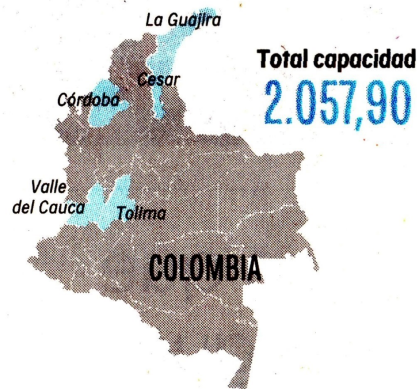 La Guajira
Total capacidad
2.057,90
Cesar
Córdoba
Valle
del Cauca
Tolima
COLOMBIA